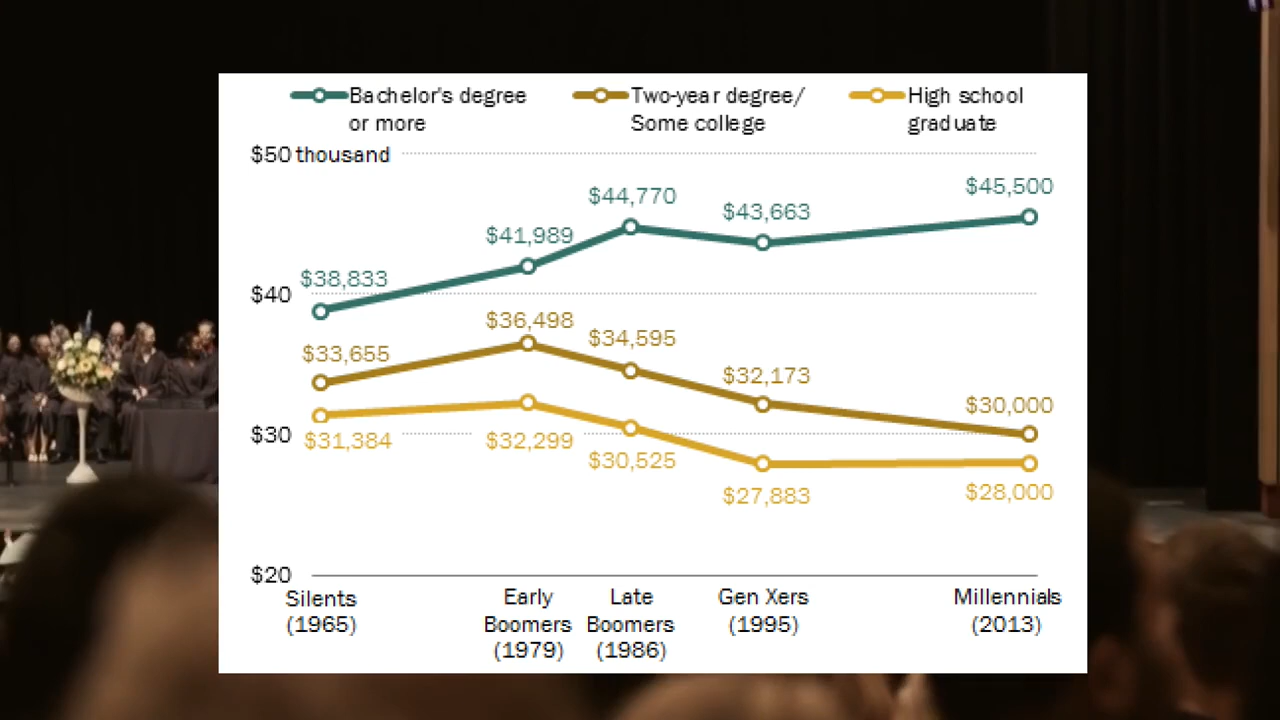 Bachelor's degree
or more
Two-year degree/
Some college
High school
graduate
$50 thousand
$45,500
$44,770
$43,663
$41,989
$38,833
$40
$36,498
$34,595
$33,655
$32,173
$30,000
$30
$31,384
$32,299
$30,525
$27,883
$28,000
$20
Silents
(1965)
Early
Boomers
(1979)
Late
Boomers
(1986)
Gen Xers
(1995)
Millennials
(2013)